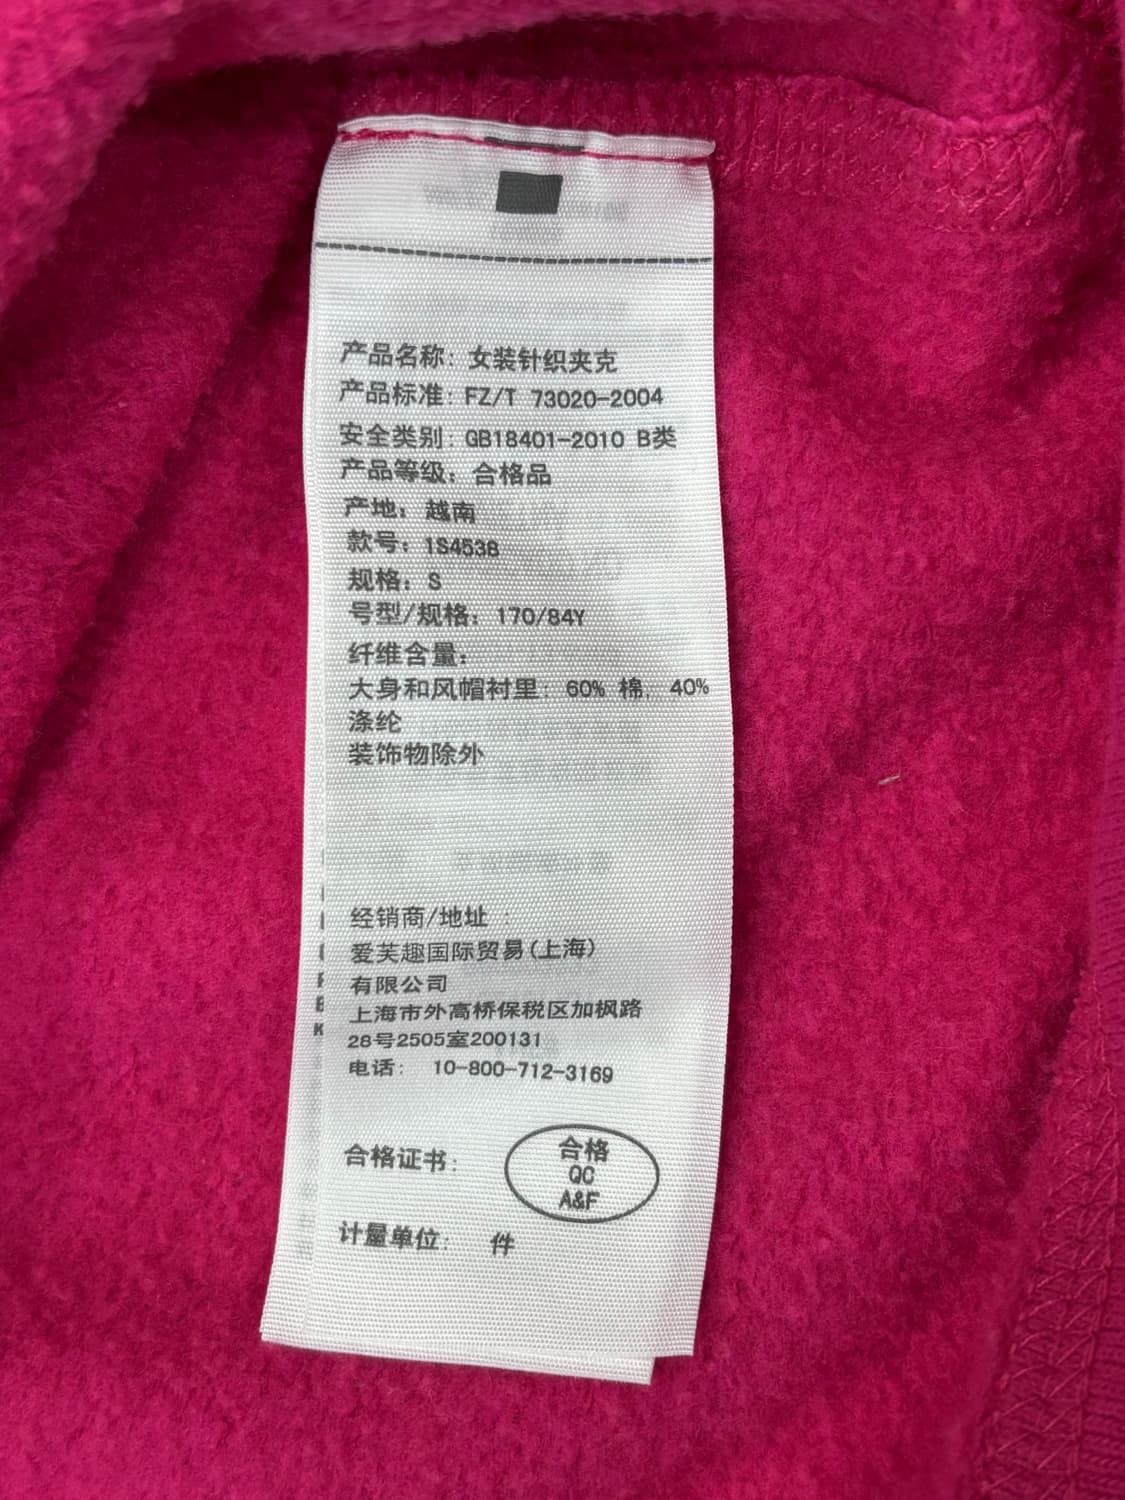 产品名称: 女装针织夹克
产品标准: FZ/T 73020-2004
安全类别: GB18401-2010 B类
产品等级: 合格品
产地: 越南
款号: 1S453B
规格: S
号型/规格: 170/84Y
纤维含量:
大身和风帽衬里: 60% 棉, 40%
涤纶
装饰物除外
经销商/地址 :
爱芙趣国际贸易(上海)
有限公司
上海市外高桥保税区加枫路
28号2505室200131
电话: 10-800-712-3169
合格证书:
合格
QC
A&F
计量单位: 件